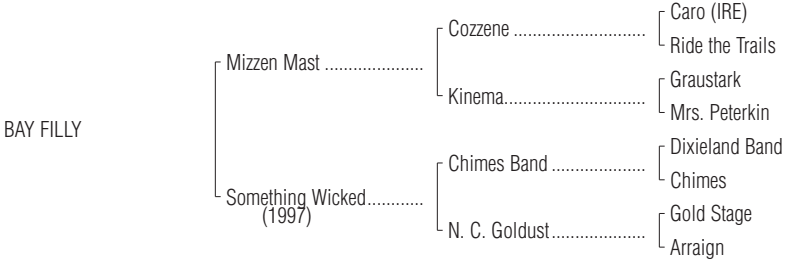 Caro (IRE)
Cozzene ..........................
Ride the Trails
Mizzen Mast .....................
Graustark
Kinema............................
Mrs. Peterkin
BAY FILLY
Dixieland Band
Chimes Band ...................
Chimes
Something Wicked............
(1997)
Gold Stage
N. C. Goldust...................
Arraign